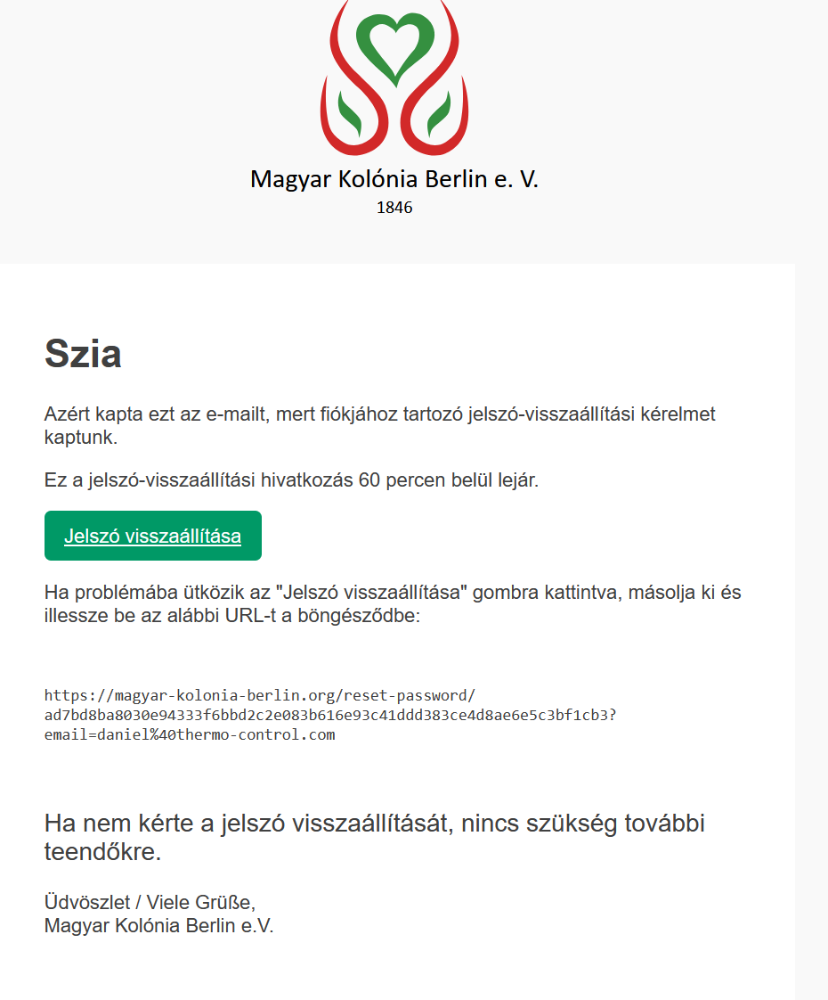 Magyar Kolónia Berlin e. V.
1846
Szia
Azért kapta ezt az e-mailt, mert fiókjához tartozó jelszó-visszaállítási kérelmet
kaptunk.
Ez a jelszó-visszaállítási hivatkozás 60 percen belül lejár.
Jelszó visszaállítása
Ha problémába ütközik az "Jelszó visszaállítása" gombra kattintva, másolja ki és
illessze be az alábbi URL-t a böngésződbe:
https://magyar-kolonia-berlin.org/reset-password/
ad7bd8ba8030e94333f6bbd2c2e083b616e93c41ddd383ce4d8ae6e5c3bf1cb3?
email=daniel%40thermo-control.com
Ha nem kérte a jelszó visszaállítását, nincs szükség további
teendőkre.
Üdvöszlet / Viele Grüße,
Magyar Kolónia Berlin e.V.